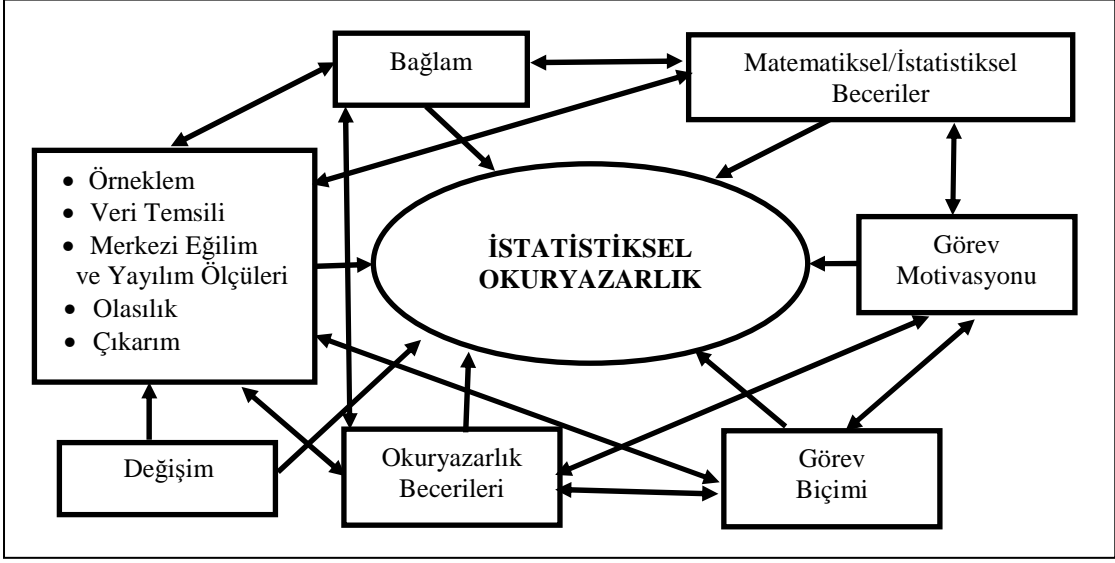 Bağlam
Matematiksel/İstatistiksel
Beceriler
• Örneklem
• Veri Temsili
• Merkezi Eğilim
ve Yayılım Ölçüleri
• Olasılık
• Çıkarım
İSTATİSTİKSEL
OKURYAZARLIK
Görev
Motivasyonu
Değişim
Okuryazarlık
Becerileri
Görev
Biçimi